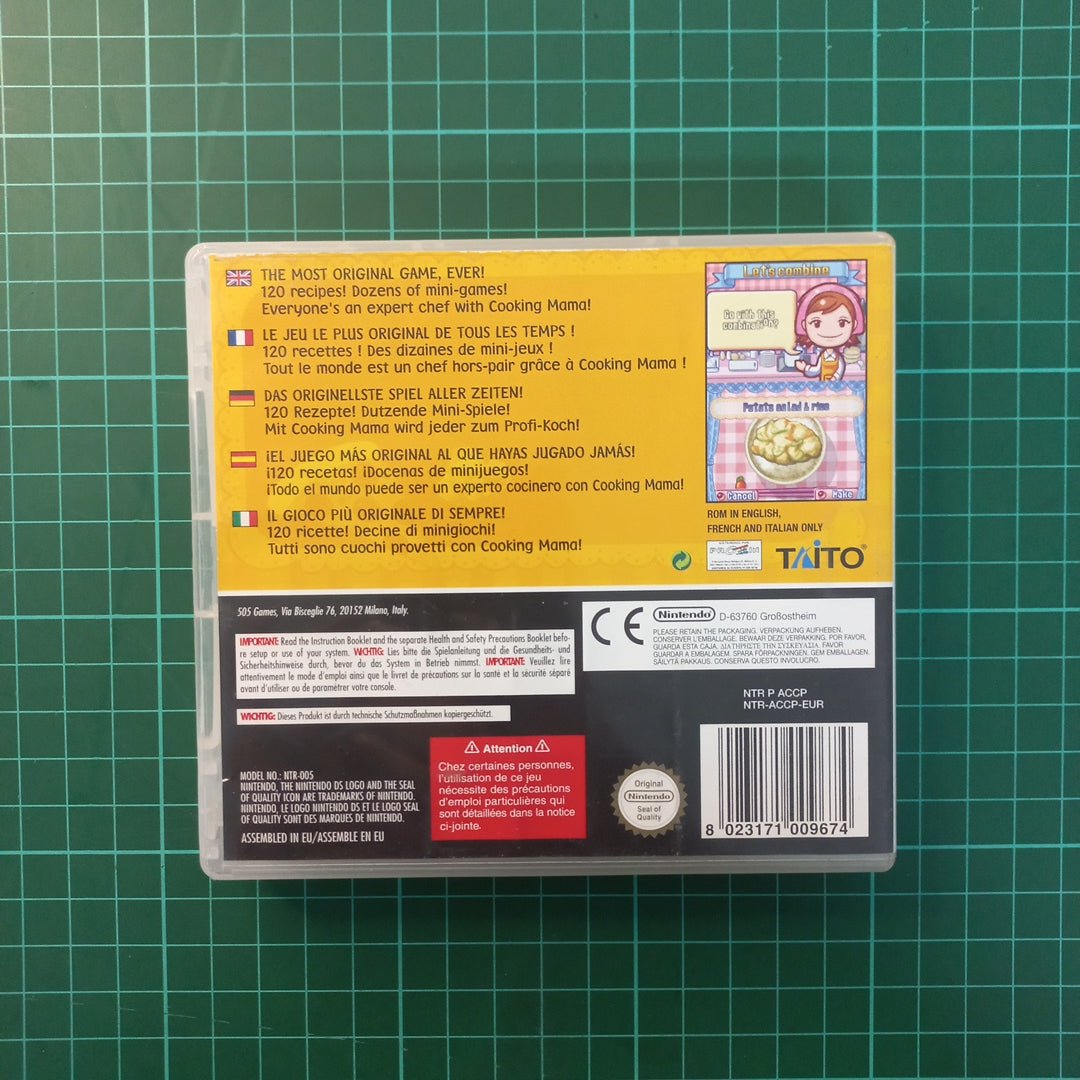 THE MOST ORIGINAL GAME, EVER!
120 recipes! Dozens of mini-games!
Everyone's an expert chef with Cooking Mama!
LE JEU LE PLUS ORIGINAL DE TOUS LES TEMPS !
120 recettes ! Des dizaines de mini-jeux !
Tout le monde est un chef hors-pair grâce à Cooking Mama !
DAS ORIGINELLSTE SPIEL ALLER ZEITEN!
120 Rezepte! Dutzende Mini-Spiele!
Mit Cooking Mama wird jeder zum Profi-Koch!
¡EL JUEGO MÁS ORIGINAL AL QUE HAYAS JUGADO JAMÁS!
¡120 recetas! ¡Docenas de minijuegos!
¡Todo el mundo puede ser un experto cocinero con Cooking Mama!
IL GIOCO PIÙ ORIGINALE DI SEMPRE!
120 ricette! Decine di minigiochi!
Tutti sono cuochi provetti con Cooking Mama!
Let's combine
Go with this
combination?
Potato salad & rice
Cancel
Make
ROM IN ENGLISH,
FRENCH AND ITALIAN ONLY
TAITO®
505 Games, Via Bisceglie 76, 20152 Milano, Italy.
IMPORTANT: Read the Instruction Booklet and the separate Health and Safety Precautions Booklet befo-
re setup or use of your system. WICHTIG: Lies bitte die Spielanleitung und die Gesundheits- und
Sicherheitshinweise durch, bevor du das System in Betrieb nimmst. IMPORTANT: Veuillez lire
attentivement le mode d'emploi ainsi que le livret de précautions sur la santé et la sécurité séparé
avant d'utiliser ou de paramétrer votre console.
WICHTIG: Dieses Produkt ist durch technische Schutzmaßnahmen kopiergeschützt.
CE
Nintendo D-63760 Großostheim
PLEASE RETAIN THE PACKAGING. VERPACKUNG AUFHEBEN.
CONSERVER L'EMBALLAGE. BEWAAR DEZE VERPAKKING. POR FAVOR,
GUARDA ESTA CAJA. ΔΙΑΤΗΡΗΣΤΕ ΤΗΝ ΣΥΣΚΕΥΑΣΙΑ. FAVOR
GUARDAR A EMBALAGEM. SPARA FÖRPACKNINGEN. GEM EMBALLAGEN.
SÄILYTÄ PAKKAUS. CONSERVA QUESTO INVOLUCRO.
NTR P ACCP
NTR-ACCP-EUR
MODEL NO.: NTR-005
NINTENDO, THE NINTENDO DS LOGO AND THE SEAL
OF QUALITY ICON ARE TRADEMARKS OF NINTENDO.
NINTENDO, LE LOGO NINTENDO DS ET LE LOGO SEAL
OF QUALITY SONT DES MARQUES DE NINTENDO.
ASSEMBLED IN EU/ASSEMBLE EN EU
Attention
Chez certaines personnes,
l'utilisation de ce jeu
nécessite des précautions
d'emploi particulières qui
sont détaillées dans la notice
ci-jointe.
Original
Nintendo
Seal of
Quality
8 023171 009674